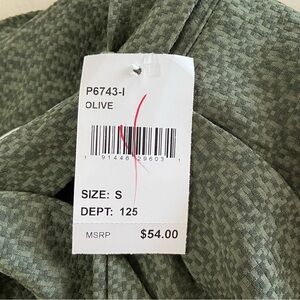 P6743-I
OLIVE
1 91446 29603 1
SIZE: S
DEPT: 125
MSRP $54.00